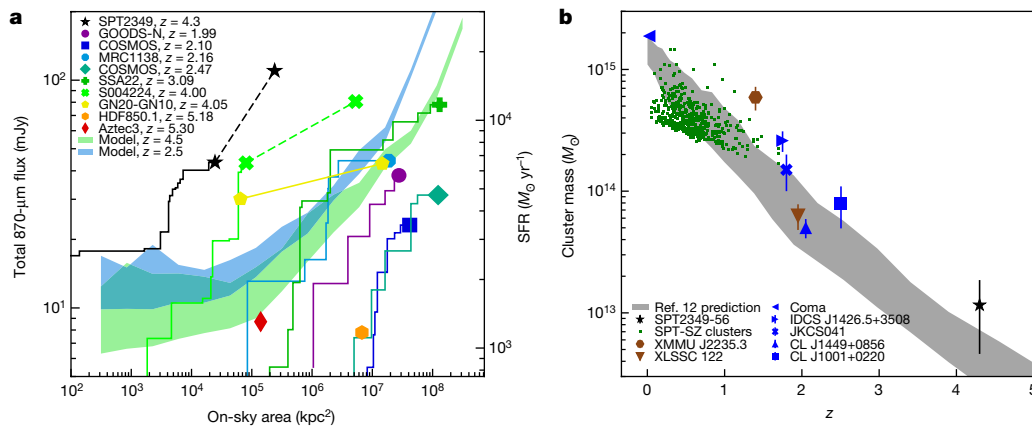 a
SPT2349, z = 4.3
GOODS-N, z = 1.99
COSMOS, z = 2.10
MRC1138, z = 2.16
COSMOS, z = 2.47
SSA22, z = 3.09
S004224, z = 4.00
GN20-GN10, z = 4.05
HDF850.1, z = 5.18
Aztec3, z = 5.30
Model, z = 4.5
Model, z = 2.5
Total 870-μm flux (mJy)
10²
10¹
SFR (M⊙ yr⁻¹)
10⁴
10³
10² 10³ 10⁴ 10⁵ 10⁶ 10⁷ 10⁸
On-sky area (kpc²)
b
Cluster mass (M⊙)
10¹⁵
10¹⁴
10¹³
Ref. 12 prediction
SPT2349-56
SPT-SZ clusters
XMMU J2235.3
XLSSC 122
Coma
IDCS J1426.5+3508
JKCS041
CL J1449+0856
CL J1001+0220
0 1 2 3 4 5
z